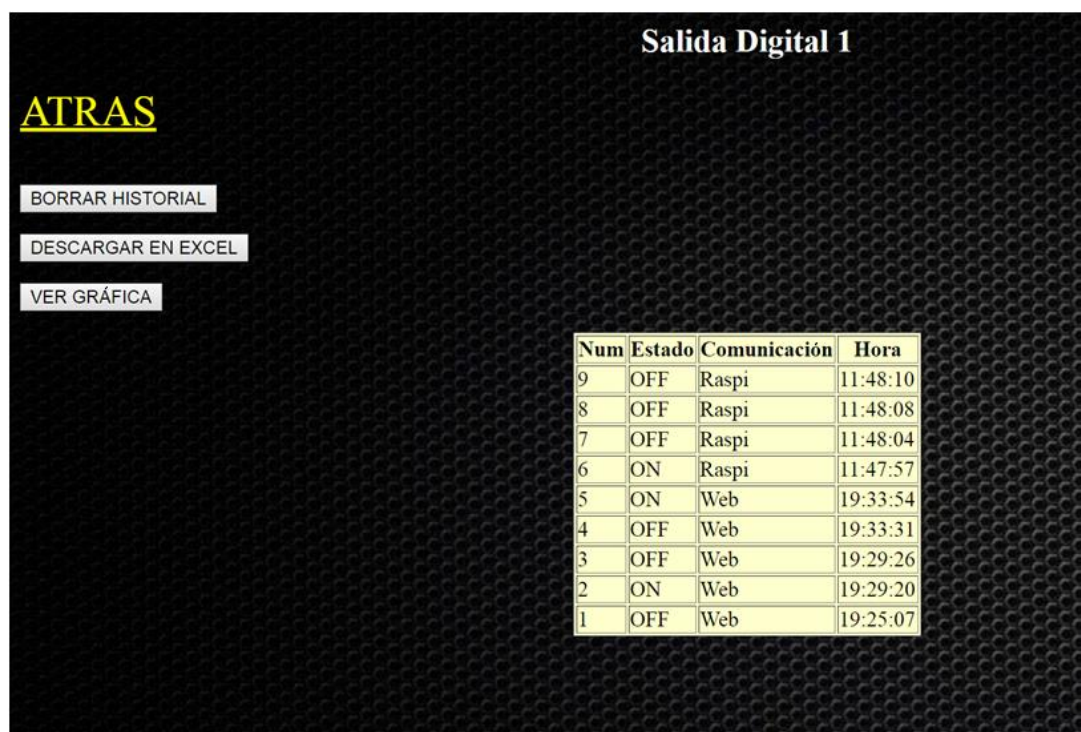 Salida Digital 1
ATRAS
BORRAR HISTORIAL
DESCARGAR EN EXCEL
VER GRÁFICA
Num Estado Comunicación Hora
9 OFF Raspi 11:48:10
8 OFF Raspi 11:48:08
7 OFF Raspi 11:48:04
6 ON Raspi 11:47:57
5 ON Web 19:33:54
4 OFF Web 19:33:31
3 OFF Web 19:29:26
2 ON Web 19:29:20
1 OFF Web 19:25:07